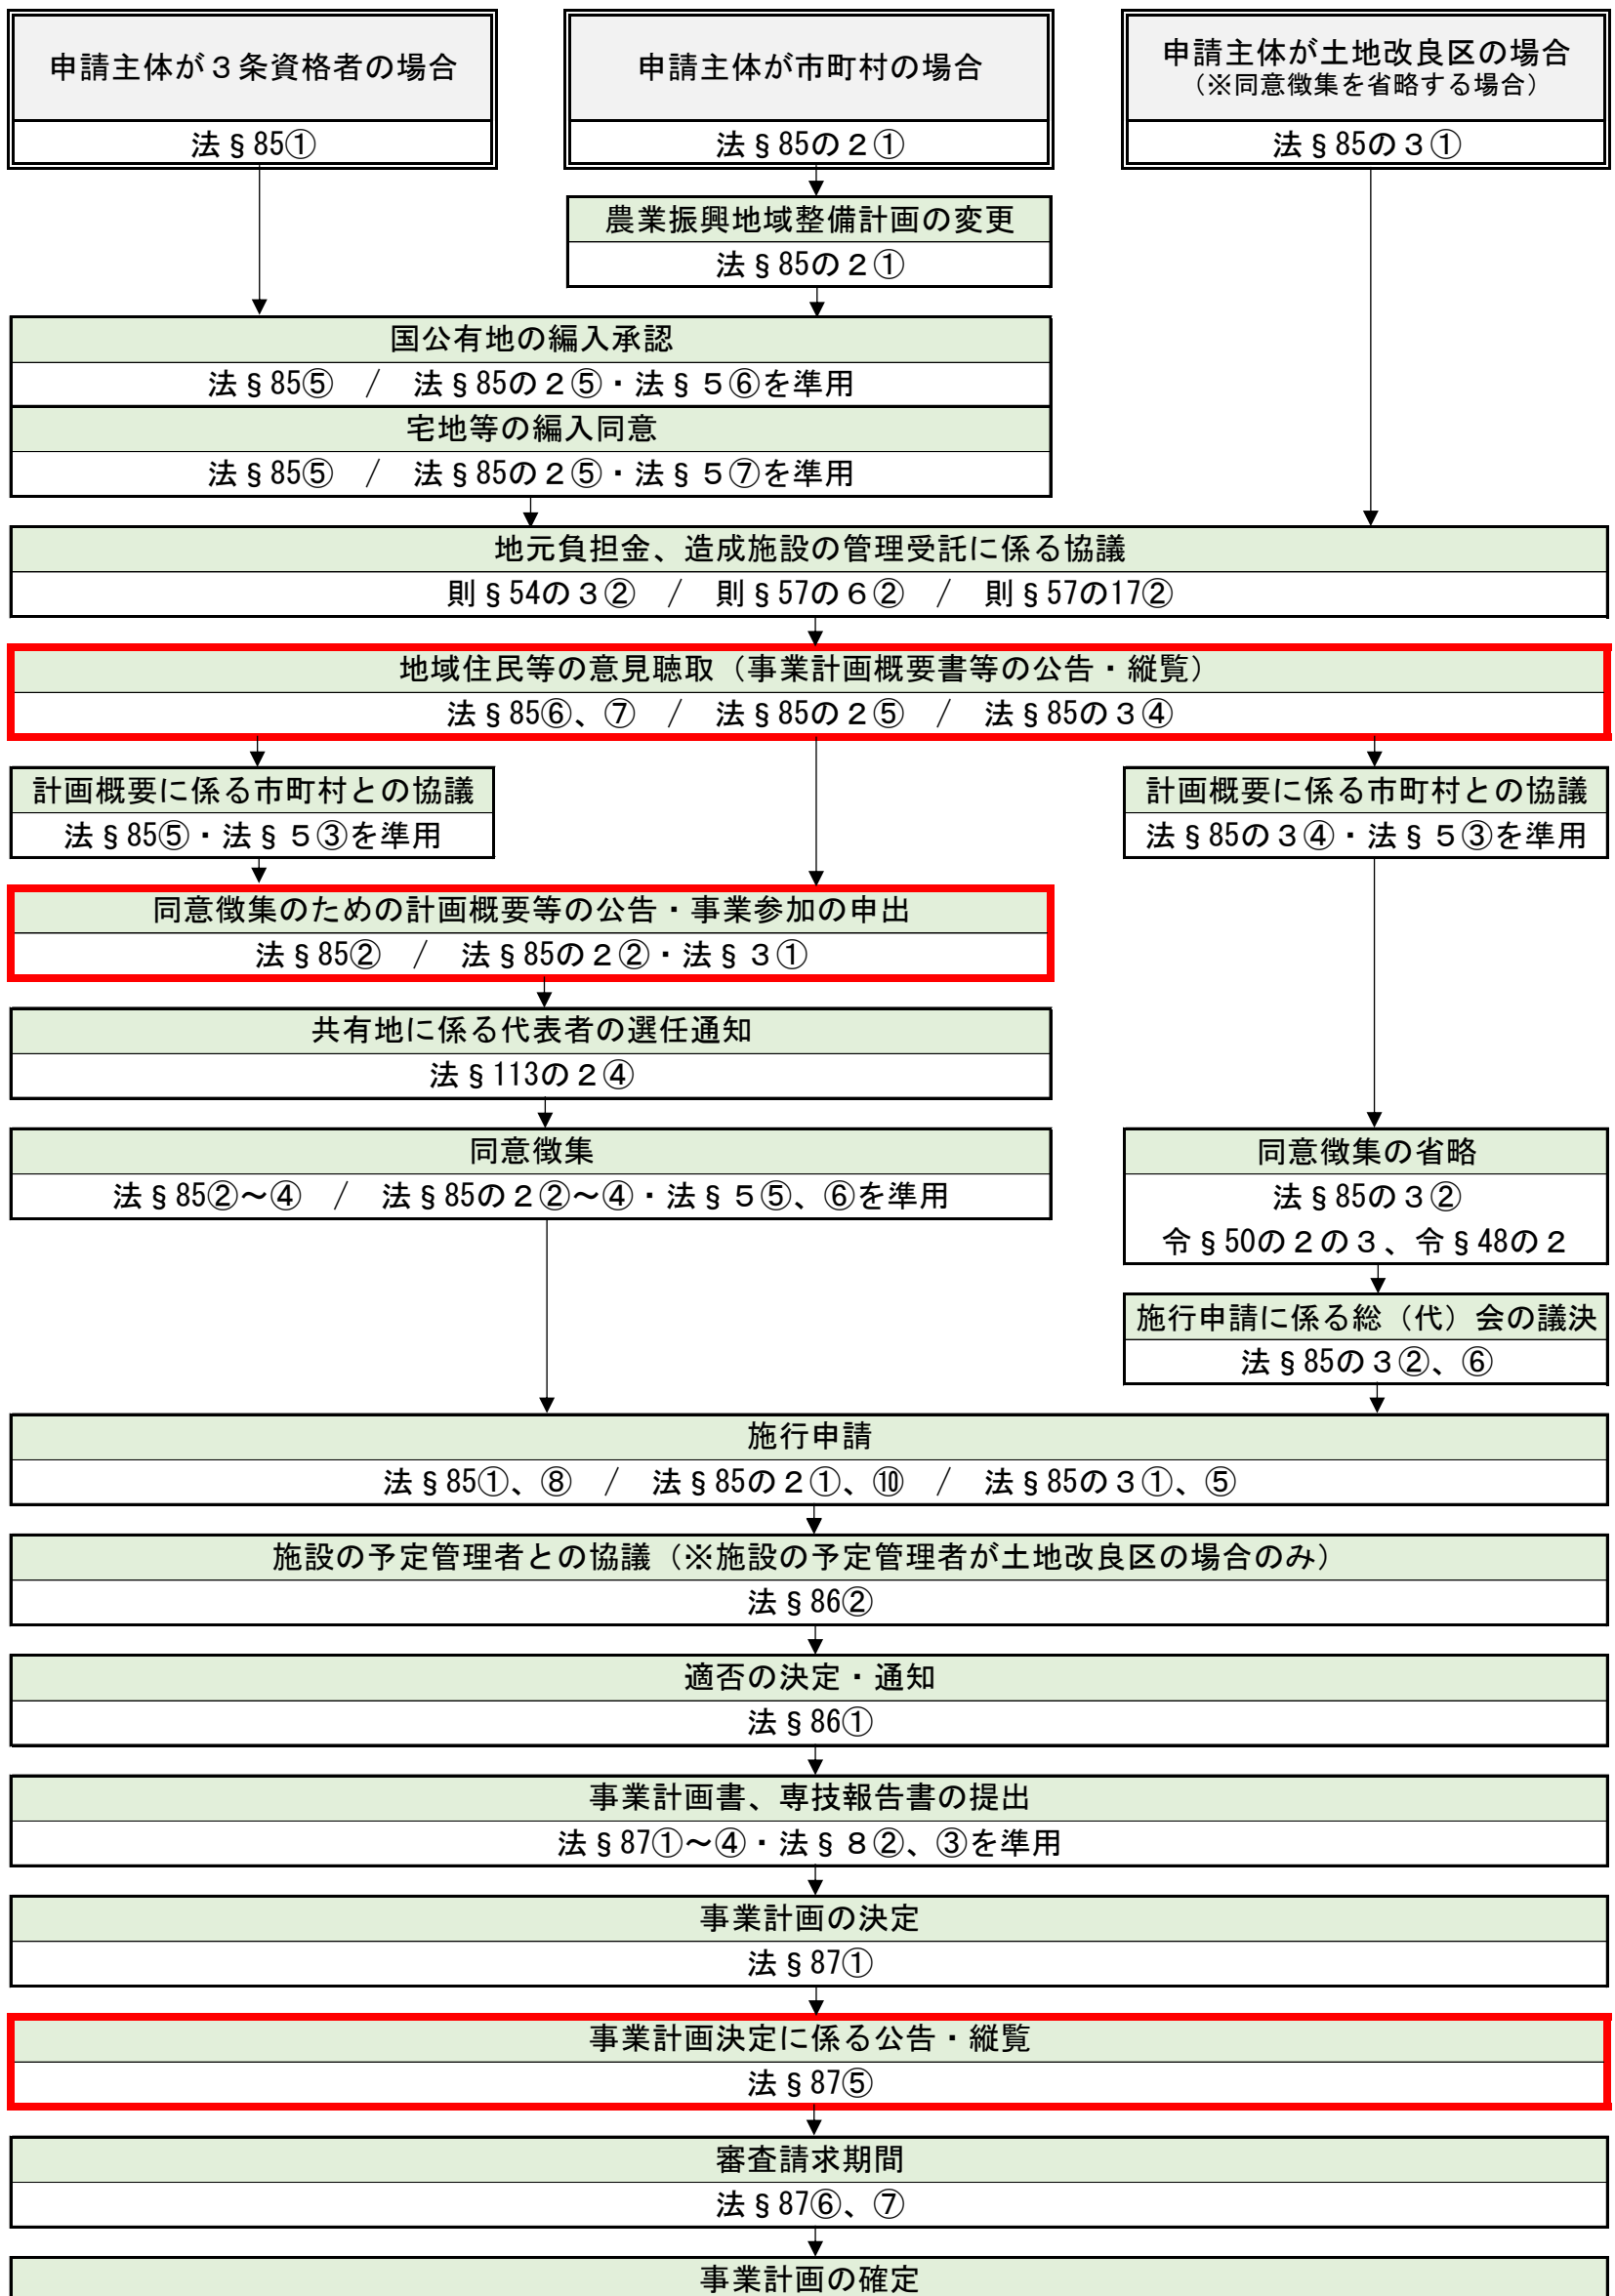 申請主体が３条資格者の場合
法§85①
申請主体が市町村の場合
法§85の２①
申請主体が土地改良区の場合
（※同意徴集を省略する場合）
法§85の３①
農業振興地域整備計画の変更
法§85の２①
国公有地の編入承認
法§85⑤　/　法§85の２⑤・法§５⑥を準用
宅地等の編入同意
法§85⑤　/　法§85の２⑤・法§５⑦を準用
地元負担金、造成施設の管理受託に係る協議
則§54の３②　/　則§57の６②　/　則§57の17②
地域住民等の意見聴取（事業計画概要書等の公告・縦覧）
法§85⑥、⑦　/　法§85の２⑤　/　法§85の３④
計画概要に係る市町村との協議
法§85⑤・法§５③を準用
計画概要に係る市町村との協議
法§85の３④・法§５③を準用
同意徴集のための計画概要等の公告・事業参加の申出
法§85②　/　法§85の２②・法§３①
共有地に係る代表者の選任通知
法§113の２④
同意徴集
法§85②～④　/　法§85の２②～④・法§５⑤、⑥を準用
同意徴集の省略
法§85の３②
令§50の２の３、令§48の２
施行申請に係る総（代）会の議決
法§85の３②、⑥
施行申請
法§85①、⑧　/　法§85の２①、⑩　/　法§85の３①、⑤
施設の予定管理者との協議（※施設の予定管理者が土地改良区の場合のみ）
法§86②
適否の決定・通知
法§86①
事業計画書、専技報告書の提出
法§87①～④・法§８②、③を準用
事業計画の決定
法§87①
事業計画決定に係る公告・縦覧
法§87⑤
審査請求期間
法§87⑥、⑦
事業計画の確定